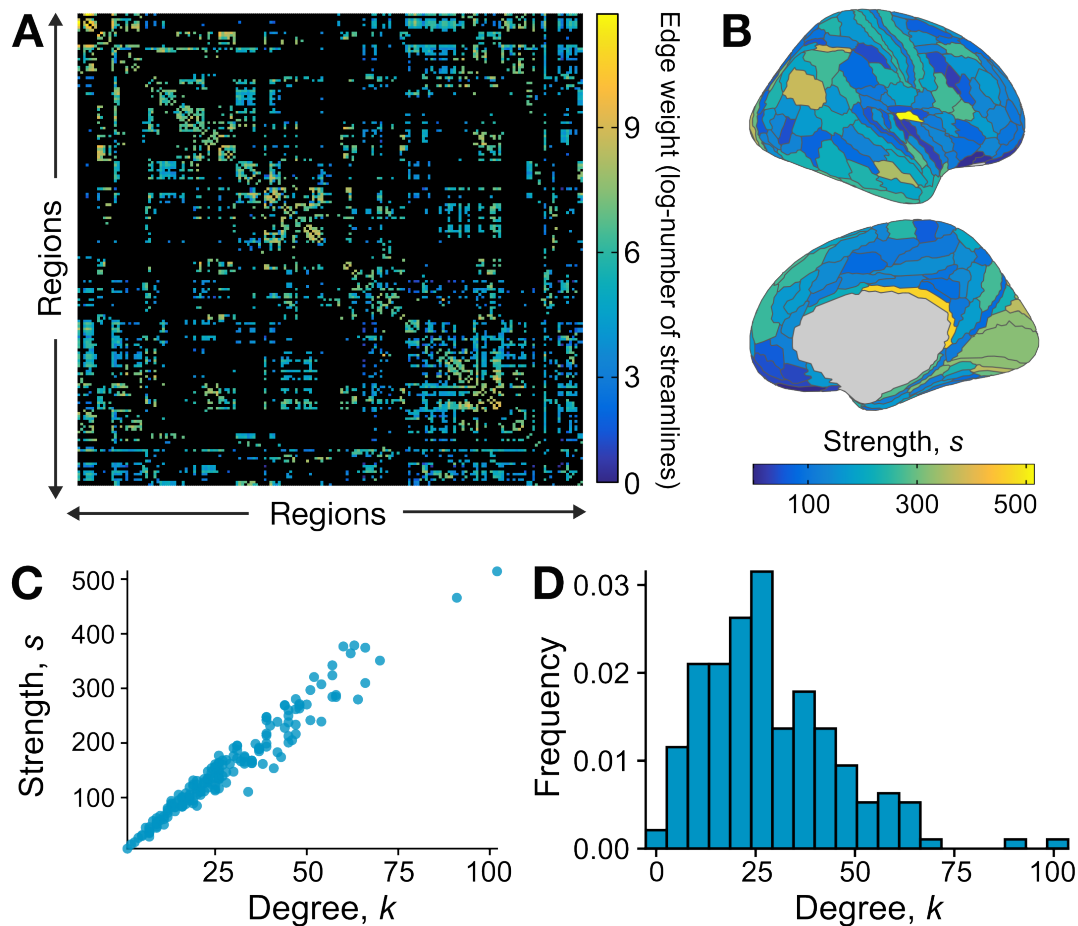 A
Regions
Regions
Edge weight (log-number of streamlines)
9
6
3
0
B
Strength, s
100 300 500
C
Strength, s
500
400
300
200
100
25 50 75 100
Degree, k
D
Frequency
0.03
0.02
0.01
0.00
0 25 50 75 100
Degree, k